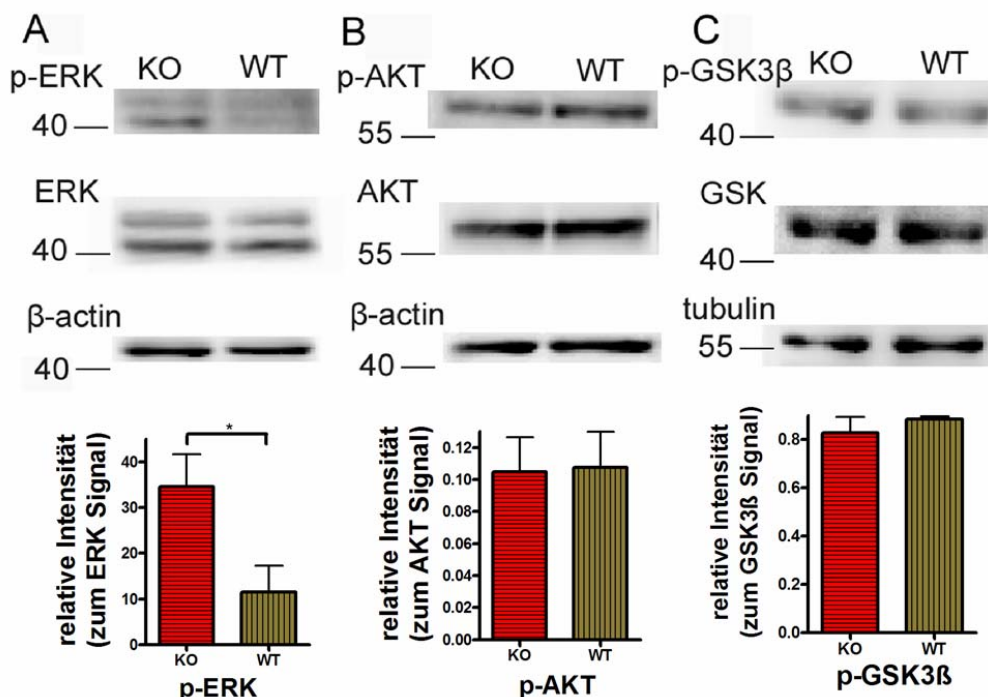 A
KO WT
p-ERK
40
ERK
40
β-actin
40
relative Intensität
(zum ERK Signal)
40
30
20
10
0
*
KO WT
p-ERK
B
KO WT
p-AKT
55
AKT
55
β-actin
40
relative Intensität
(zum AKT Signal)
0.12
0.10
0.08
0.06
0.04
0.02
0.00
KO WT
p-AKT
C
KO WT
p-GSK3β
40
GSK
40
tubulin
55
relative Intensität
(zum GSK3ß Signal)
0.8
0.6
0.4
0.2
0.0
KO WT
p-GSK3ß